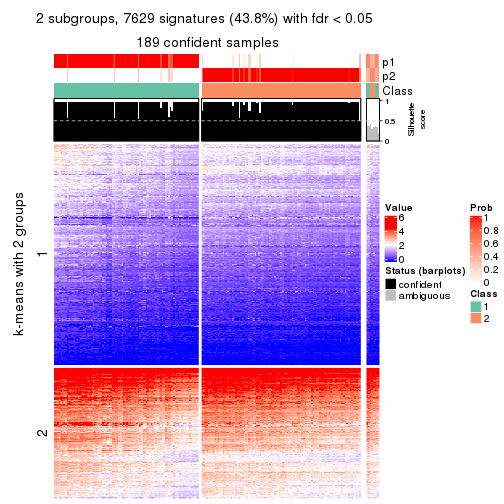 2 subgroups, 7629 signatures (43.8%) with fdr < 0.05
189 confident samples
p1
p2
Class
1
0.5
0
Silhouette
score
k-means with 2 groups
1
2
Value
6
4
2
0
Status (barplots)
confident
ambiguous
Prob
1
0.8
0.6
0.4
0.2
0
Class
1
2